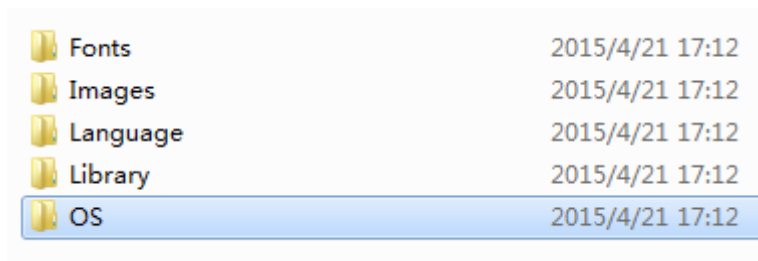 Fonts 2015/4/21 17:12
Images 2015/4/21 17:12
Language 2015/4/21 17:12
Library 2015/4/21 17:12
OS 2015/4/21 17:12